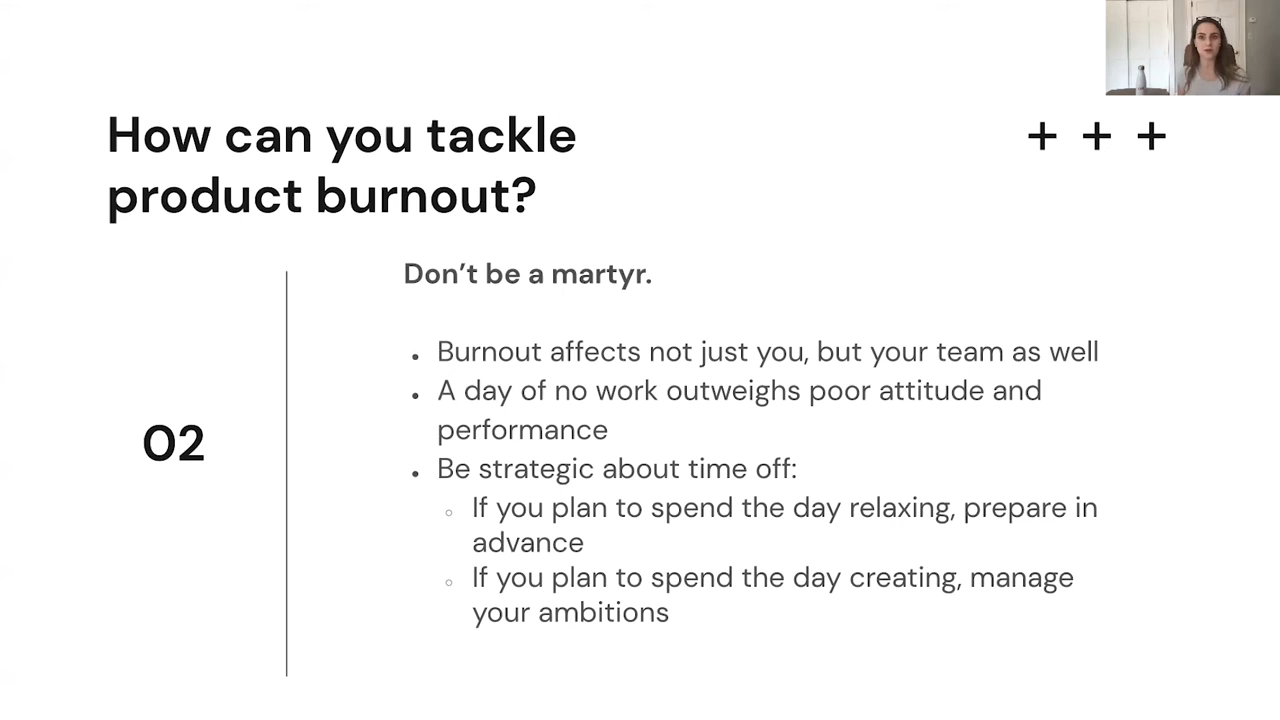 How can you tackle
product burnout?
+ + +
02
Don’t be a martyr.
• Burnout affects not just you, but your team as well
• A day of no work outweighs poor attitude and
performance
• Be strategic about time off:
○ If you plan to spend the day relaxing, prepare in
advance
○ If you plan to spend the day creating, manage
your ambitions